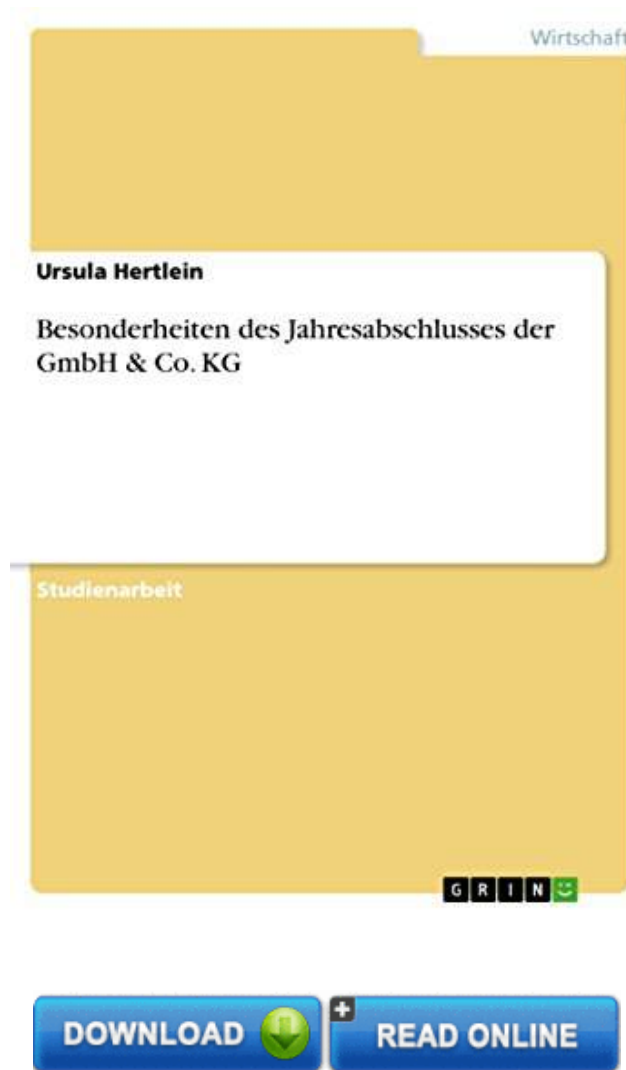 Wirtschaft
Ursula Hertlein
Besonderheiten des Jahresabschlusses der
GmbH & Co. KG
Studienarbeit
GRIN
DOWNLOAD
READ ONLINE